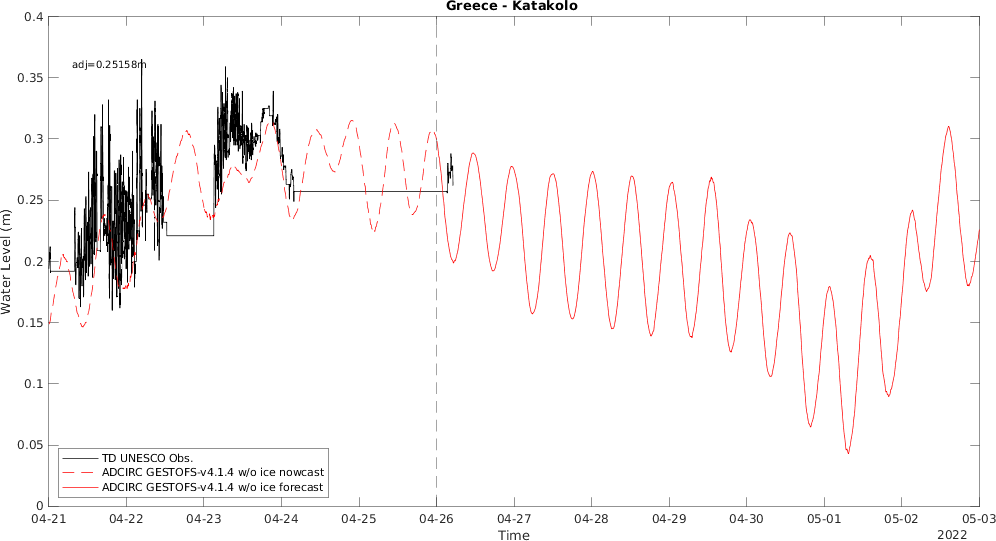 Greece - Katakolo
adj=0.25158m
Water Level (m)
0.4
0.35
0.3
0.25
0.2
0.15
0.1
0.05
0
TD UNESCO Obs.
ADCIRC GESTOFS-v4.1.4 w/o ice nowcast
ADCIRC GESTOFS-v4.1.4 w/o ice forecast
04-21 04-22 04-23 04-24 04-25 04-26 04-27 04-28 04-29 04-30 05-01 05-02 05-03
Time
2022